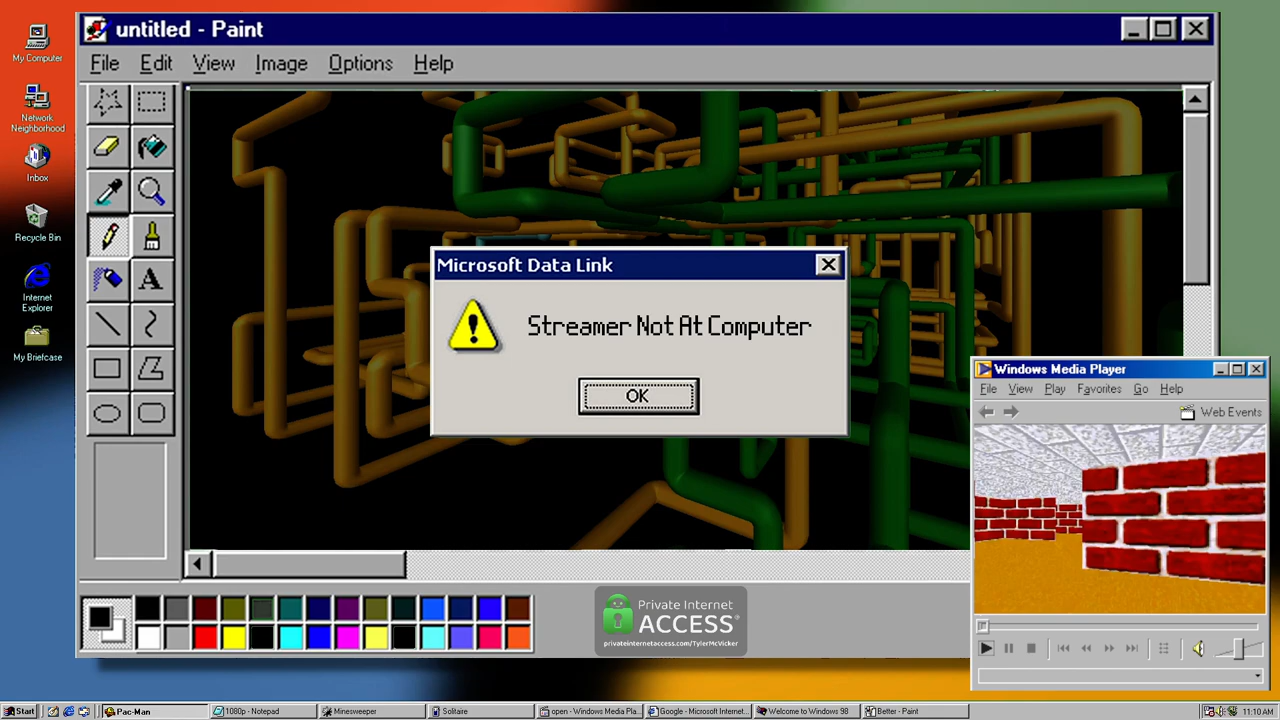 My Computer
Network
Neighborhood
Inbox
Recycle Bin
Internet
Explorer
My Briefcase
untitled - Paint
File Edit View Image Options Help
A
Microsoft Data Link
Streamer Not At Computer
OK
Windows Media Player
File View Play Favorites Go Help
Web Events
Private Internet
ACCESS®
privateinternetaccess.com/TylerMcVicker
Start
Pac-Man
1080p - Notepad
Minesweeper
Solitaire
open - Windows Media Pla...
Google - Microsoft Internet...
Welcome to Windows 98
Better - Paint
11:10 AM